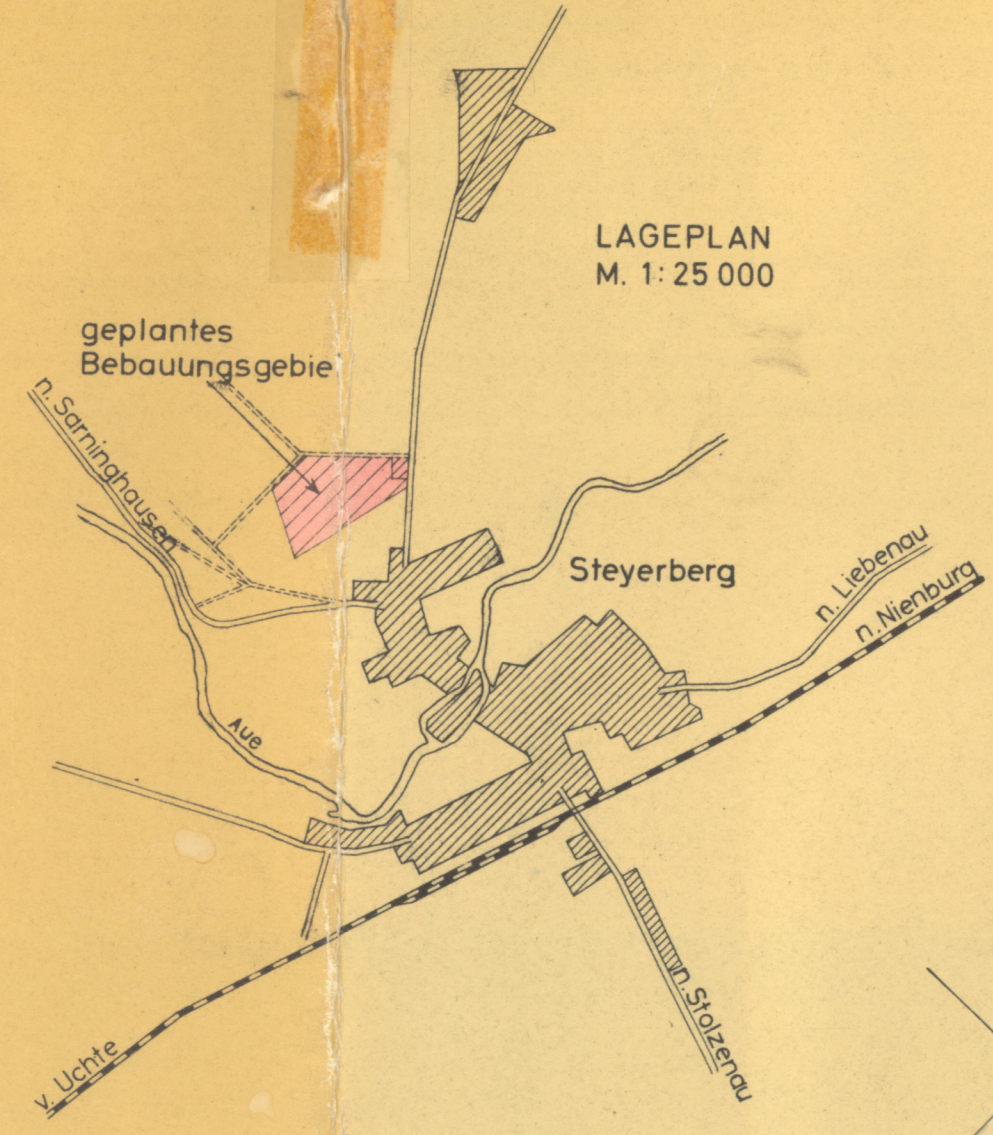 LAGEPLAN
M. 1:25 000
geplantes
Bebauungsgebie
n. Sarninghausen
Steyerberg
n. Liebenau
n. Nienburg
Aue
n. Stolzenau
v. Uchte